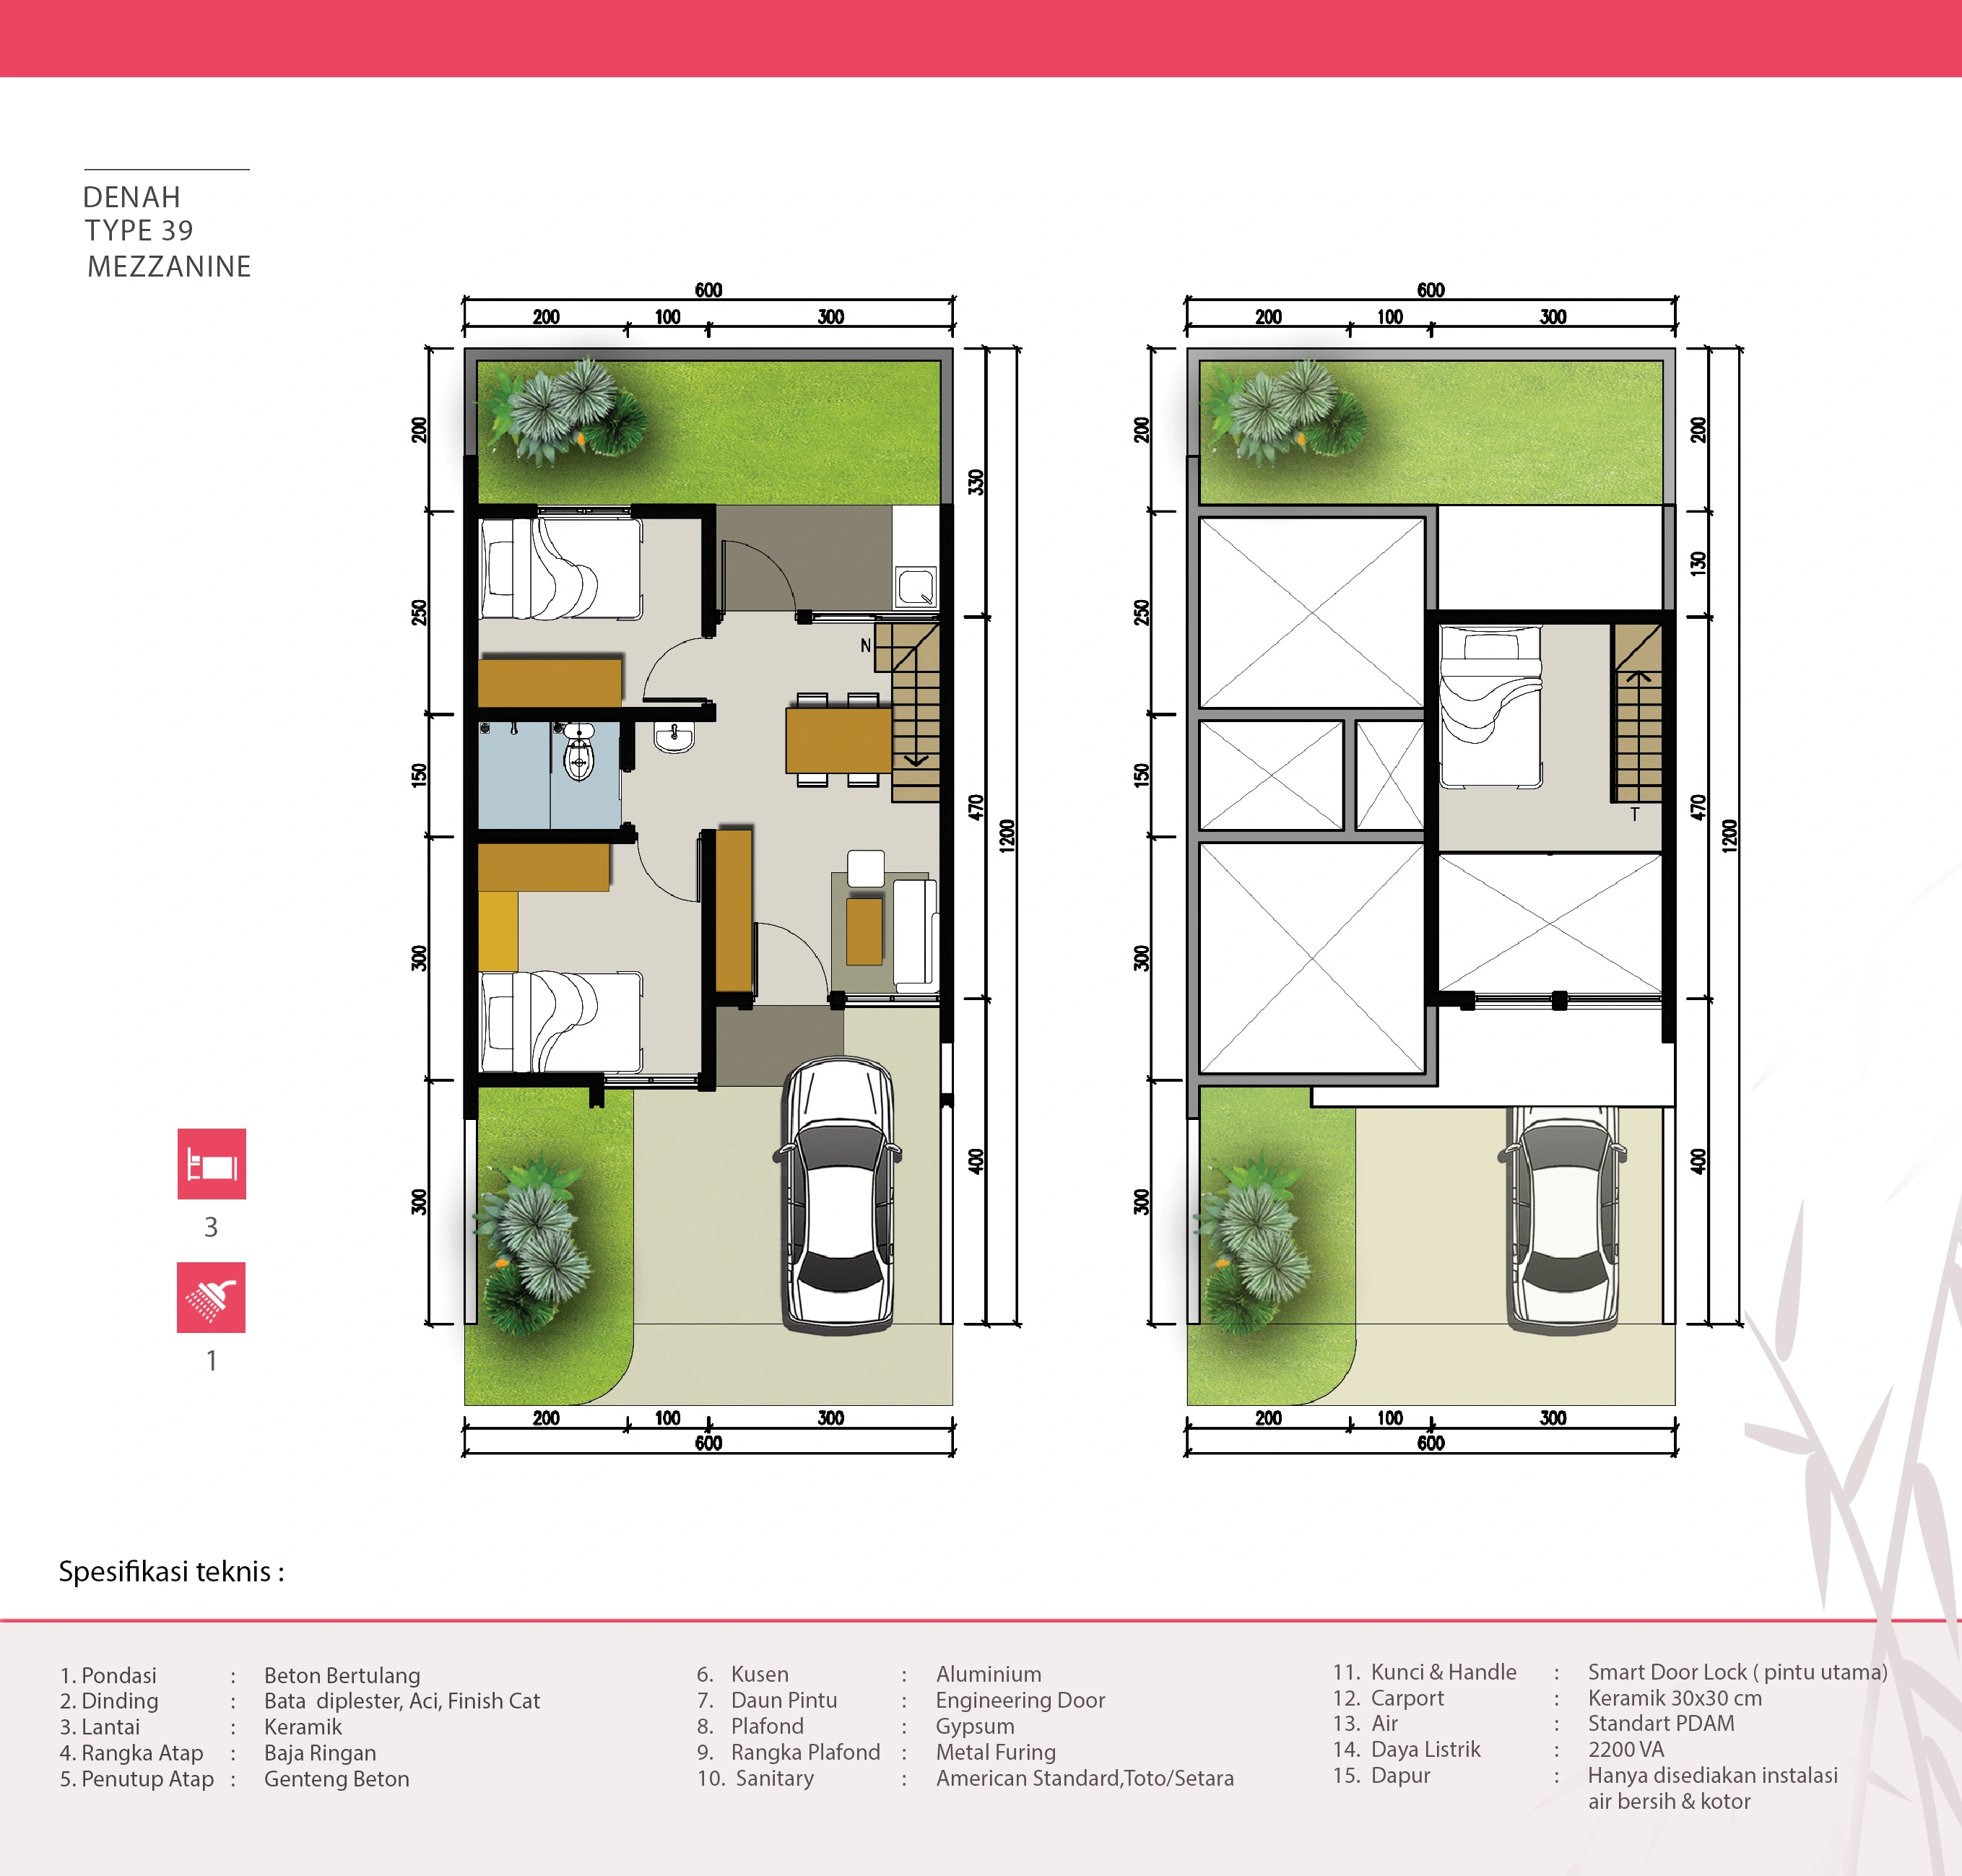 DENAH
TYPE 39
MEZZANINE
600
200 100 300
200
250
150
300
300
330
470
400
1200
N
200 100 300
600
600
200 100 300
200
250
150
300
300
200
130
470
400
1200
T
200 100 300
600
3
1
Spesifikasi teknis :
1. Pondasi : Beton Bertulang
2. Dinding : Bata diplester, Aci, Finish Cat
3. Lantai : Keramik
4. Rangka Atap : Baja Ringan
5. Penutup Atap : Genteng Beton
6. Kusen : Aluminium
7. Daun Pintu : Engineering Door
8. Plafond : Gypsum
9. Rangka Plafond : Metal Furing
10. Sanitary : American Standard,Toto/Setara
11. Kunci & Handle : Smart Door Lock ( pintu utama)
12. Carport : Keramik 30x30 cm
13. Air : Standart PDAM
14. Daya Listrik : 2200 VA
15. Dapur : Hanya disediakan instalasi
air bersih & kotor